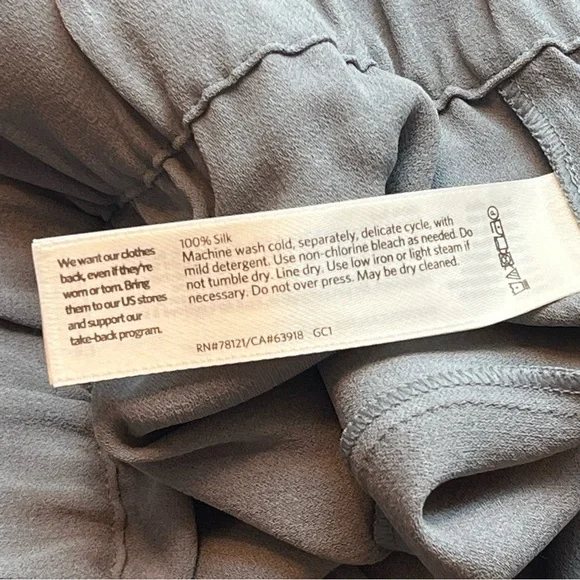 We want our clothes
back, even if they're
worn or torn. Bring
them to our US stores
and support our
take-back program.
100% Silk
Machine wash cold, separately, delicate cycle, with
mild detergent. Use non-chlorine bleach as needed. Do
not tumble dry. Line dry. Use low iron or light steam if
necessary. Do not over press. May be dry cleaned.
RN#78121/CA#63918 GC1